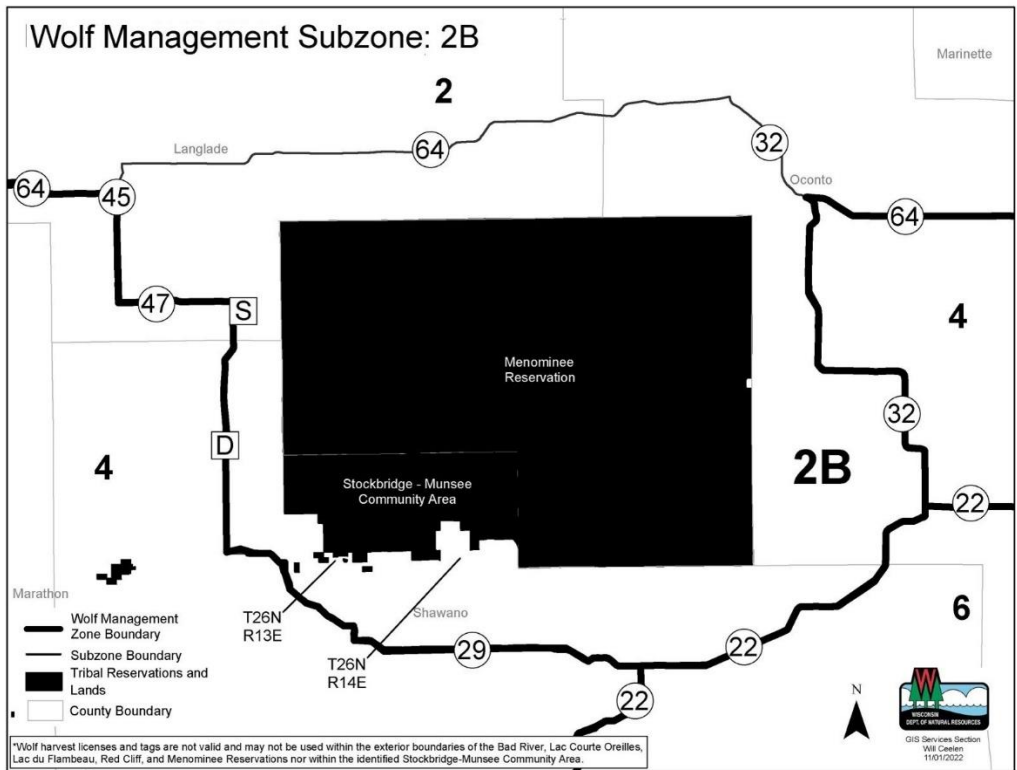 Wolf Management Subzone: 2B
Marinette
2
Langlade
64
32
64
45
Oconto
64
47
S
4
Menominee
Reservation
32
D
4
2B
Stockbridge - Munsee
Community Area
22
Marathon
T26N
R13E
Shawano
6
Wolf Management
Zone Boundary
Subzone Boundary
Tribal Reservations and
Lands
County Boundary
T26N
R14E
29
22
22
N
W
WISCONSIN
DEPT. OF NATURAL RESOURCES
GIS Services Section
Will Ceelen
11/01/2022
*Wolf harvest licenses and tags are not valid and may not be used within the exterior boundaries of the Bad River, Lac Courte Oreilles,
Lac du Flambeau, Red Cliff, and Menominee Reservations nor within the identified Stockbridge-Munsee Community Area.